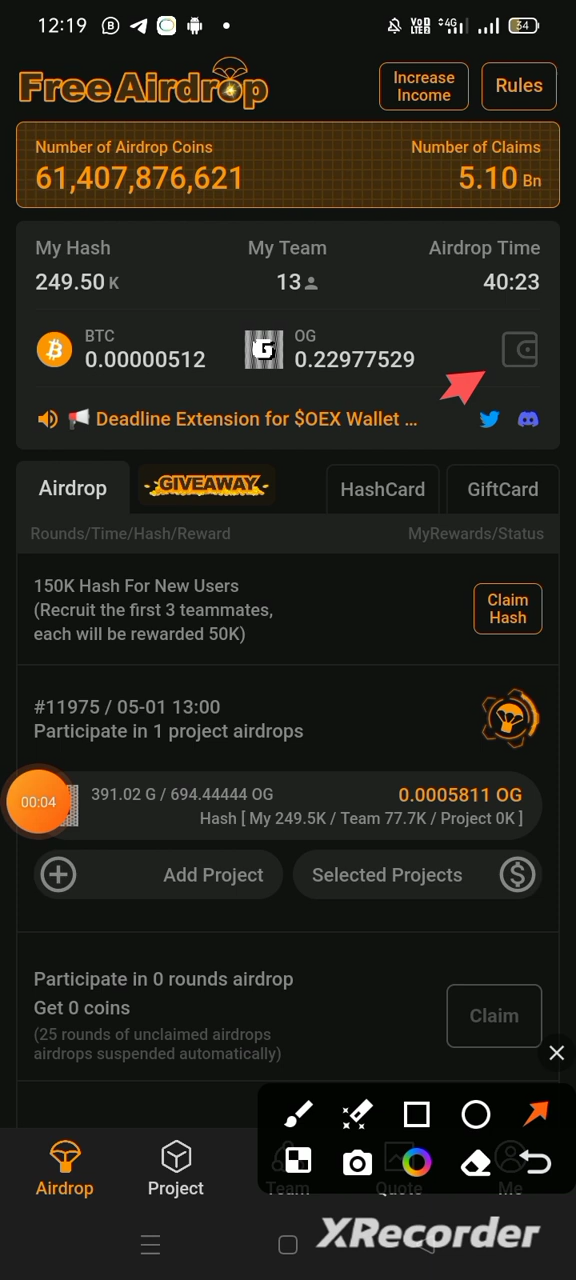 12:19
VoD LTE2 4G 54
Free Airdrop
Increase Income
Rules
Number of Airdrop Coins
Number of Claims
61,407,876,621
5.10 Bn
My Hash
My Team
Airdrop Time
249.50 K
13
40:23
BTC
0.00000512
OG
0.22977529
Deadline Extension for $OEX Wallet ...
Airdrop
GIVEAWAY
HashCard
GiftCard
Rounds/Time/Hash/Reward
MyRewards/Status
150K Hash For New Users
(Recruit the first 3 teammates,
each will be rewarded 50K)
Claim
Hash
#11975 / 05-01 13:00
Participate in 1 project airdrops
00:04
391.02 G / 694.44444 OG
0.0005811 OG
Hash [ My 249.5K / Team 77.7K / Project 0K ]
Add Project
Selected Projects
Participate in 0 rounds airdrop
Get 0 coins
(25 rounds of unclaimed airdrops
airdrops suspended automatically)
Claim
Airdrop
Project
Team
Quote
Me
XRecorder